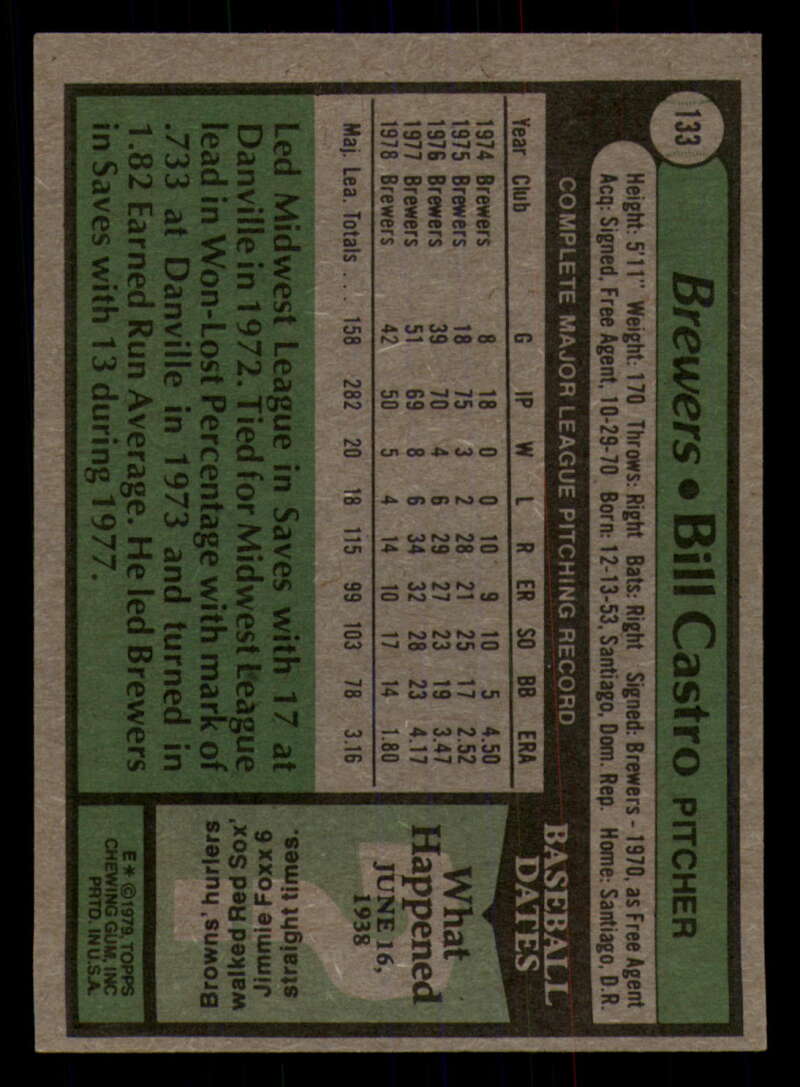 133
Brewers • Bill Castro PITCHER
Height: 5'11" Weight: 170 Throws: Right Bats: Right Signed: Brewers - 1970, as Free Agent
Acq: Signed, Free Agent, 10-29-70 Born: 12-13-53, Santiago, Dom. Rep. Home: Santiago, D.R.
COMPLETE MAJOR LEAGUE PITCHING RECORD
Year Club G IP W L R ER SO BB ERA
1974 Brewers 8 18 0 0 10 9 10 5 4.50
1975 Brewers 18 75 3 2 28 21 25 17 2.52
1976 Brewers 39 70 4 6 29 27 23 19 3.47
1977 Brewers 51 69 8 6 34 32 28 23 4.17
1978 Brewers 42 50 5 4 14 10 17 14 1.80
Maj. Lea. Totals . . . 158 282 20 18 115 99 103 78 3.16
Led Midwest League in Saves with 17 at
Danville in 1972. Tied for Midwest League
lead in Won-Lost Percentage with mark of
.733 at Danville in 1973 and turned in
1.82 Earned Run Average. He led Brewers
in Saves with 13 during 1977.
BASEBALL
DATES
What
Happened
JUNE 16,
1938
Browns' hurlers
walked Red Sox'
Jimmie Foxx 6
straight times.
E * © 1979, TOPPS
CHEWING GUM, INC
PRTD. IN U.S.A.